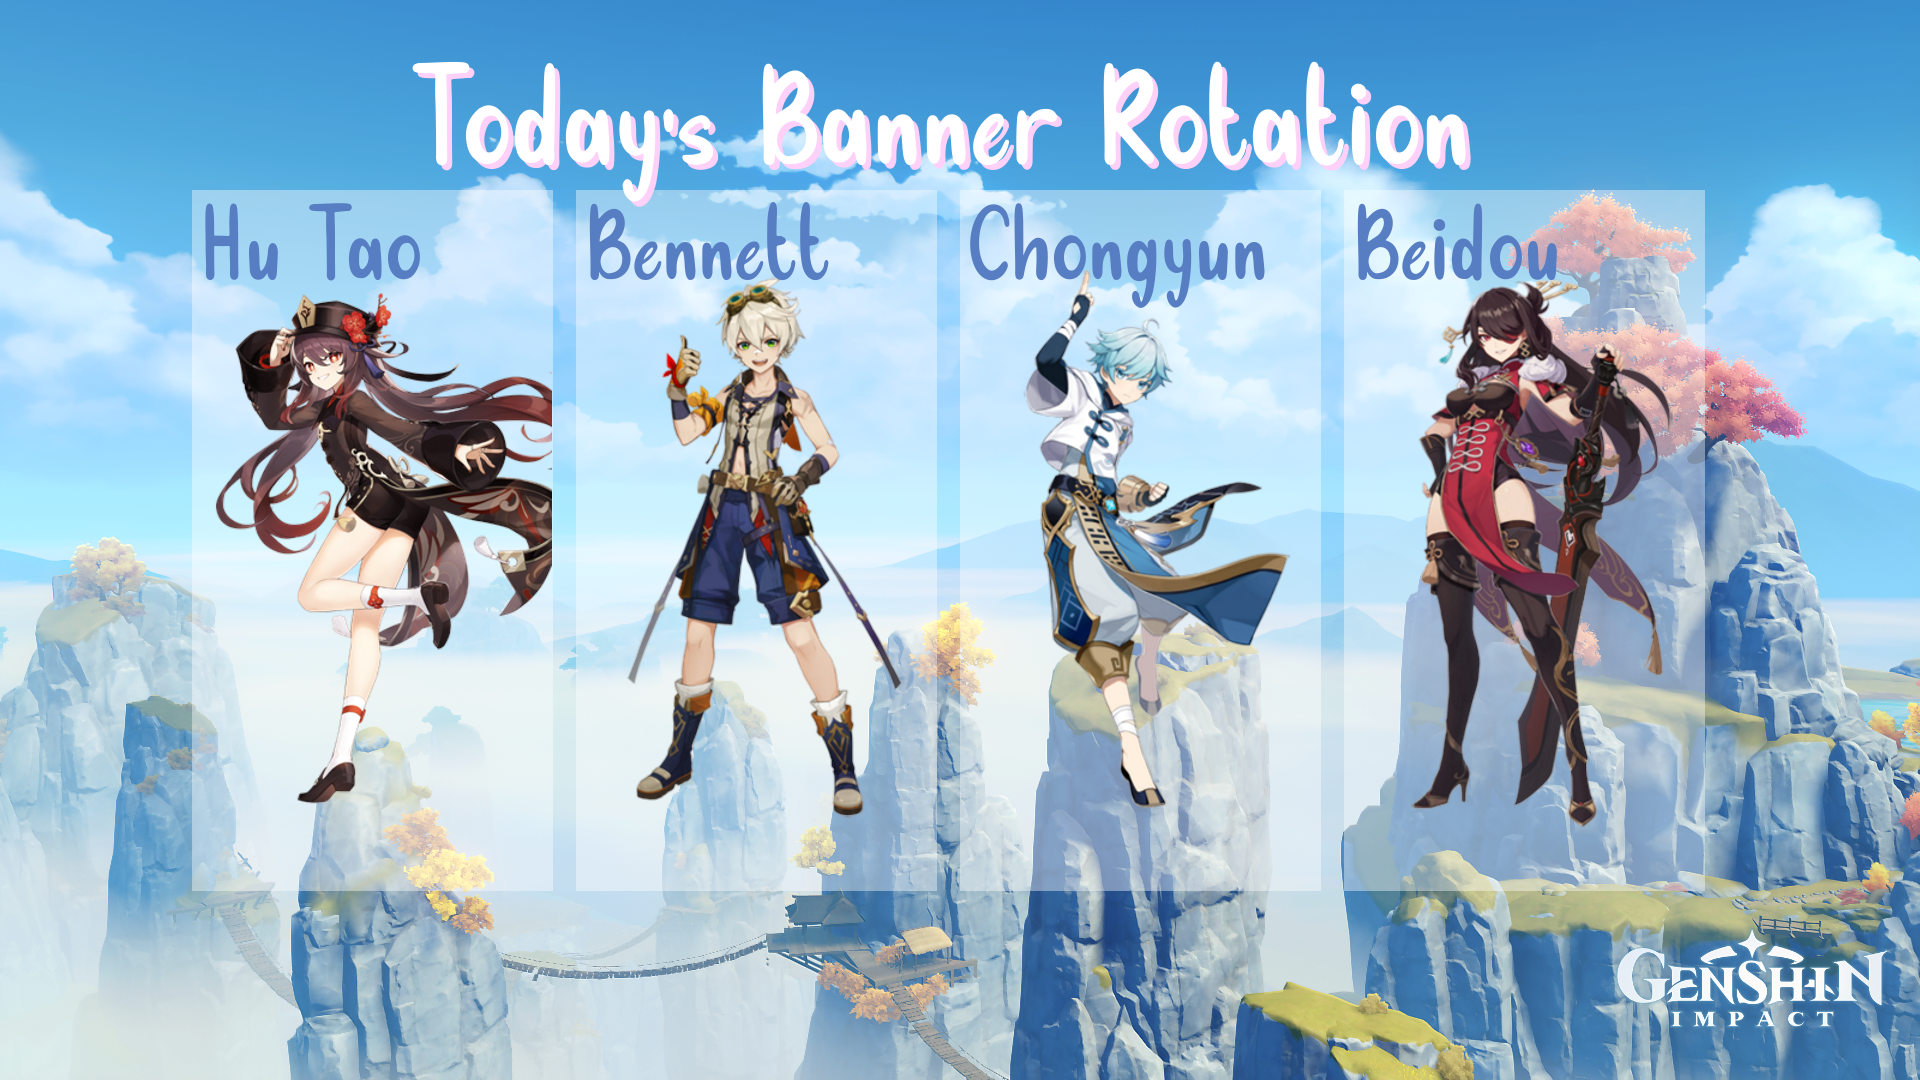 Today's Banner Rotation
Hu Tao
Bennett
Chongyun
Beidou
GENSHIN
IMPACT